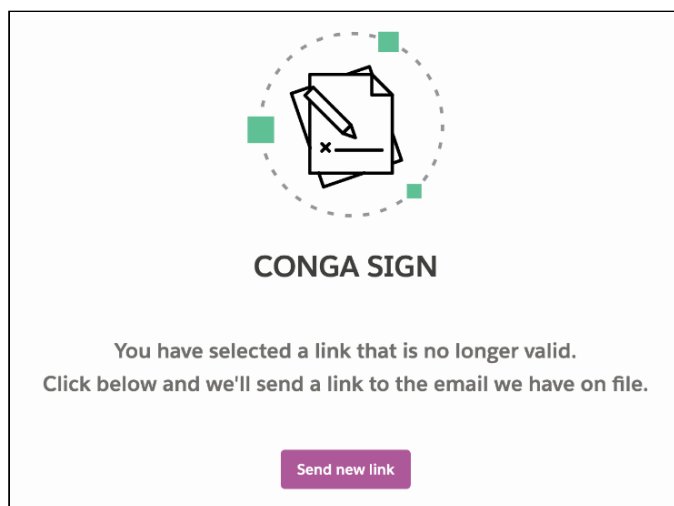 CONGA SIGN
You have selected a link that is no longer valid.
Click below and we'll send a link to the email we have on file.
Send new link